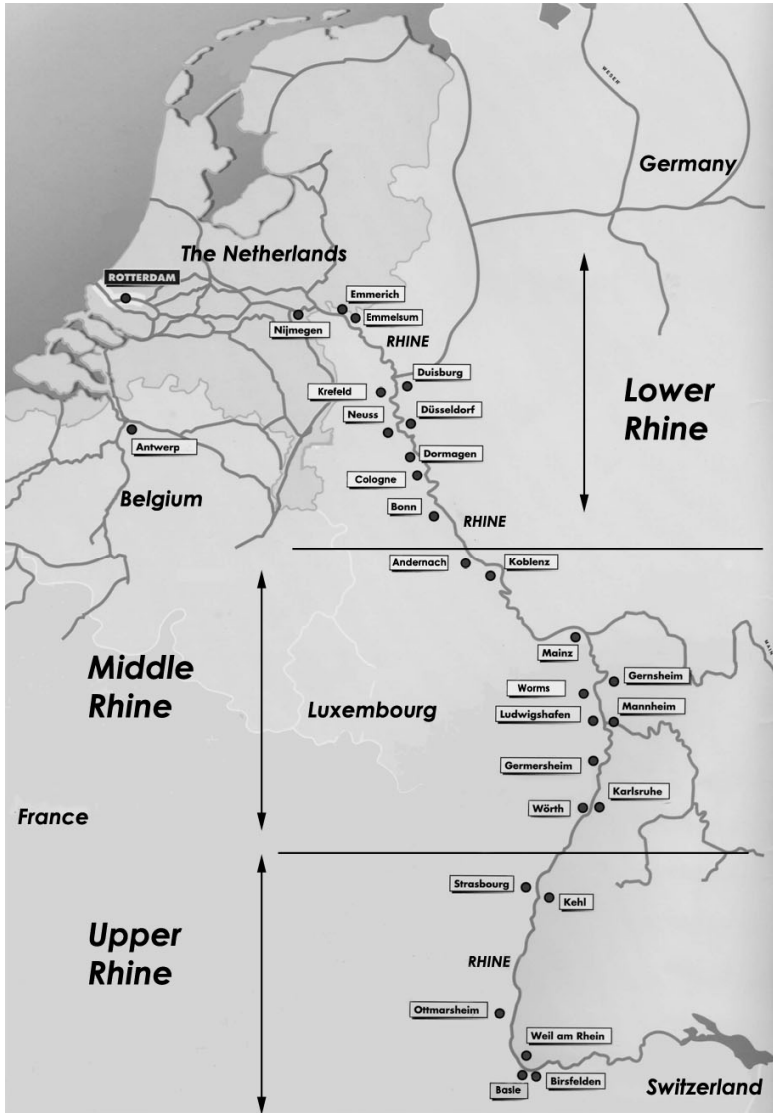 WESER
Germany
The Netherlands
ROTTERDAM
Emmerich
Emmelsum
Nijmegen
RHINE
Duisburg
Krefeld
Lower
Rhine
Düsseldorf
Neuss
Antwerp
Dormagen
Cologne
Belgium
Bonn
RHINE
Andernach
Koblenz
Mainz
MAIN
Middle
Rhine
Gernsheim
Worms
Luxembourg
Ludwigshafen
Mannheim
Germersheim
Karlsruhe
Wörth
France
Strasbourg
Kehl
Upper
Rhine
RHINE
Ottmarsheim
Weil am Rhein
Basle
Birsfelden
Switzerland